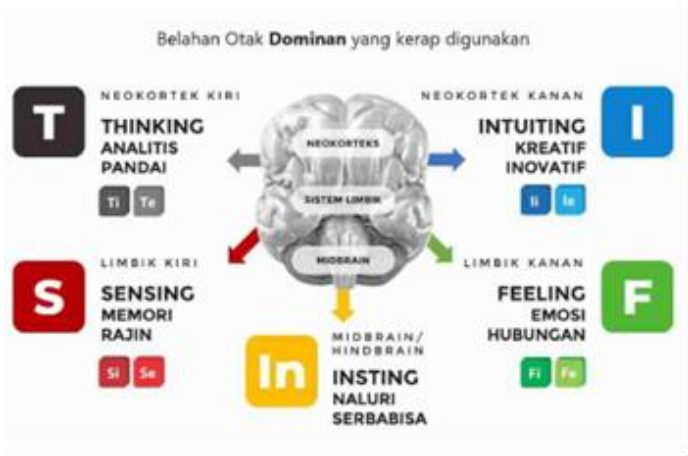 Belahan Otak Dominan yang kerap digunakan
T
NEOKORTEK KIRI
THINKING
ANALITIS
PANDAI
Ti Te
NEOKORTEK KANAN
INTUITING
KREATIF
INOVATIF
Ii Ie
I
NEOKORTEKS
SISTEM LIMBIK
MIDBRAIN
S
LIMBIK KIRI
SENSING
MEMORI
RAJIN
Si Se
LIMBIK KANAN
FEELING
EMOSI
HUBUNGAN
Fi Fe
F
In
MIDBRAIN/
HINDBRAIN
INSTING
NALURI
SERBABISA